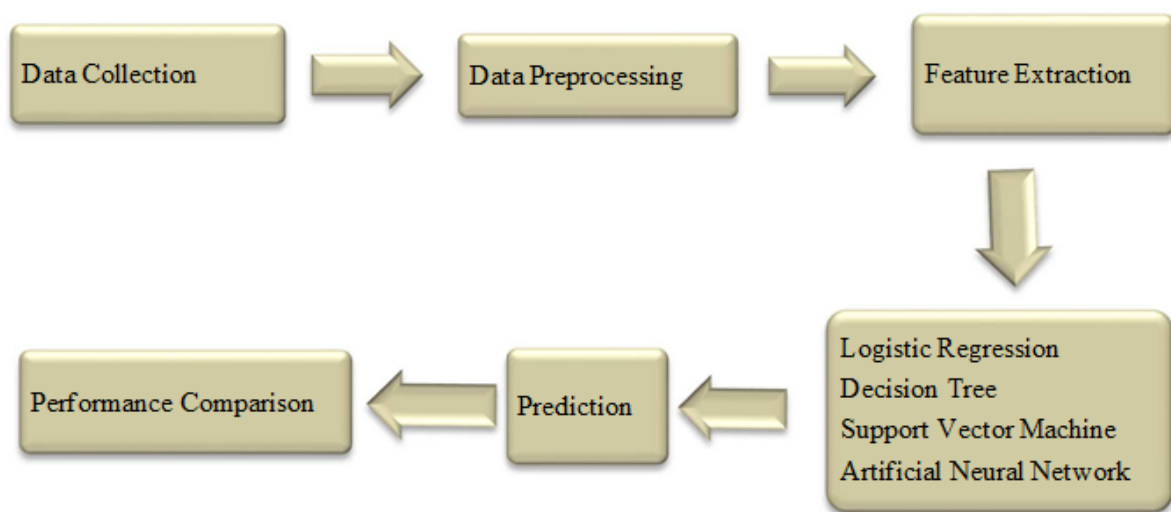 Data Collection
Data Preprocessing
Feature Extraction
Logistic Regression
Decision Tree
Support Vector Machine
Artificial Neural Network
Prediction
Performance Comparison